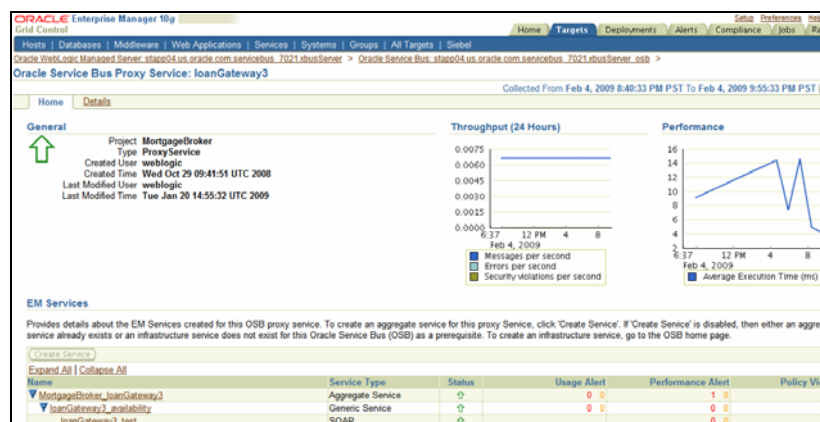 ORACLE Enterprise Manager 10g
Grid Control
Setup Preferences Help
Home Targets Deployments Alerts Compliance Jobs
Hosts | Databases | Middleware | Web Applications | Services | Systems | Groups | All Targets | Siebel
Oracle WebLogic Managed Server: stapp04.us.oracle.com.servicebus_7021.xbusServer > Oracle Service Bus: stapp04.us.oracle.com.servicebus_7021.xbusServer_osb >
Oracle Service Bus Proxy Service: loanGateway3
Collected From Feb 4, 2009 8:40:33 PM PST To Feb 4, 2009 9:55:33 PM PST
Home Details
General
Project MortgageBroker
Type ProxyService
Created User weblogic
Created Time Wed Oct 29 09:41:51 UTC 2008
Last Modified User weblogic
Last Modified Time Tue Jan 20 14:55:32 UTC 2009
Throughput (24 Hours)
0.0075
0.0060
0.0045
0.0030
0.0015
0.0000
6:37 12 PM 4 8
Feb 4, 2009
Messages per second
Errors per second
Security violations per second
Performance
16
14
12
10
8
6
4
2
6:37 12 PM 4 8
Feb 4, 2009
Average Execution Time (ms)
EM Services
Provides details about the EM Services created for this OSB proxy service. To create an aggregate service for this proxy Service, click 'Create Service'. If 'Create Service' is disabled, then either an aggre
service already exists or an infrastructure service does not exist for this Oracle Service Bus (OSB) as a prerequisite. To create an infrastructure service, go to the OSB home page.
Create Service
Expand All | Collapse All
Name Service Type Status Usage Alert Performance Alert Policy Vi
MortgageBroker_loanGateway3 Aggregate Service 0 0 1 0
loanGateway3_availability Generic Service 0 0 0 0
loanGateway3_test SOAP 0 0